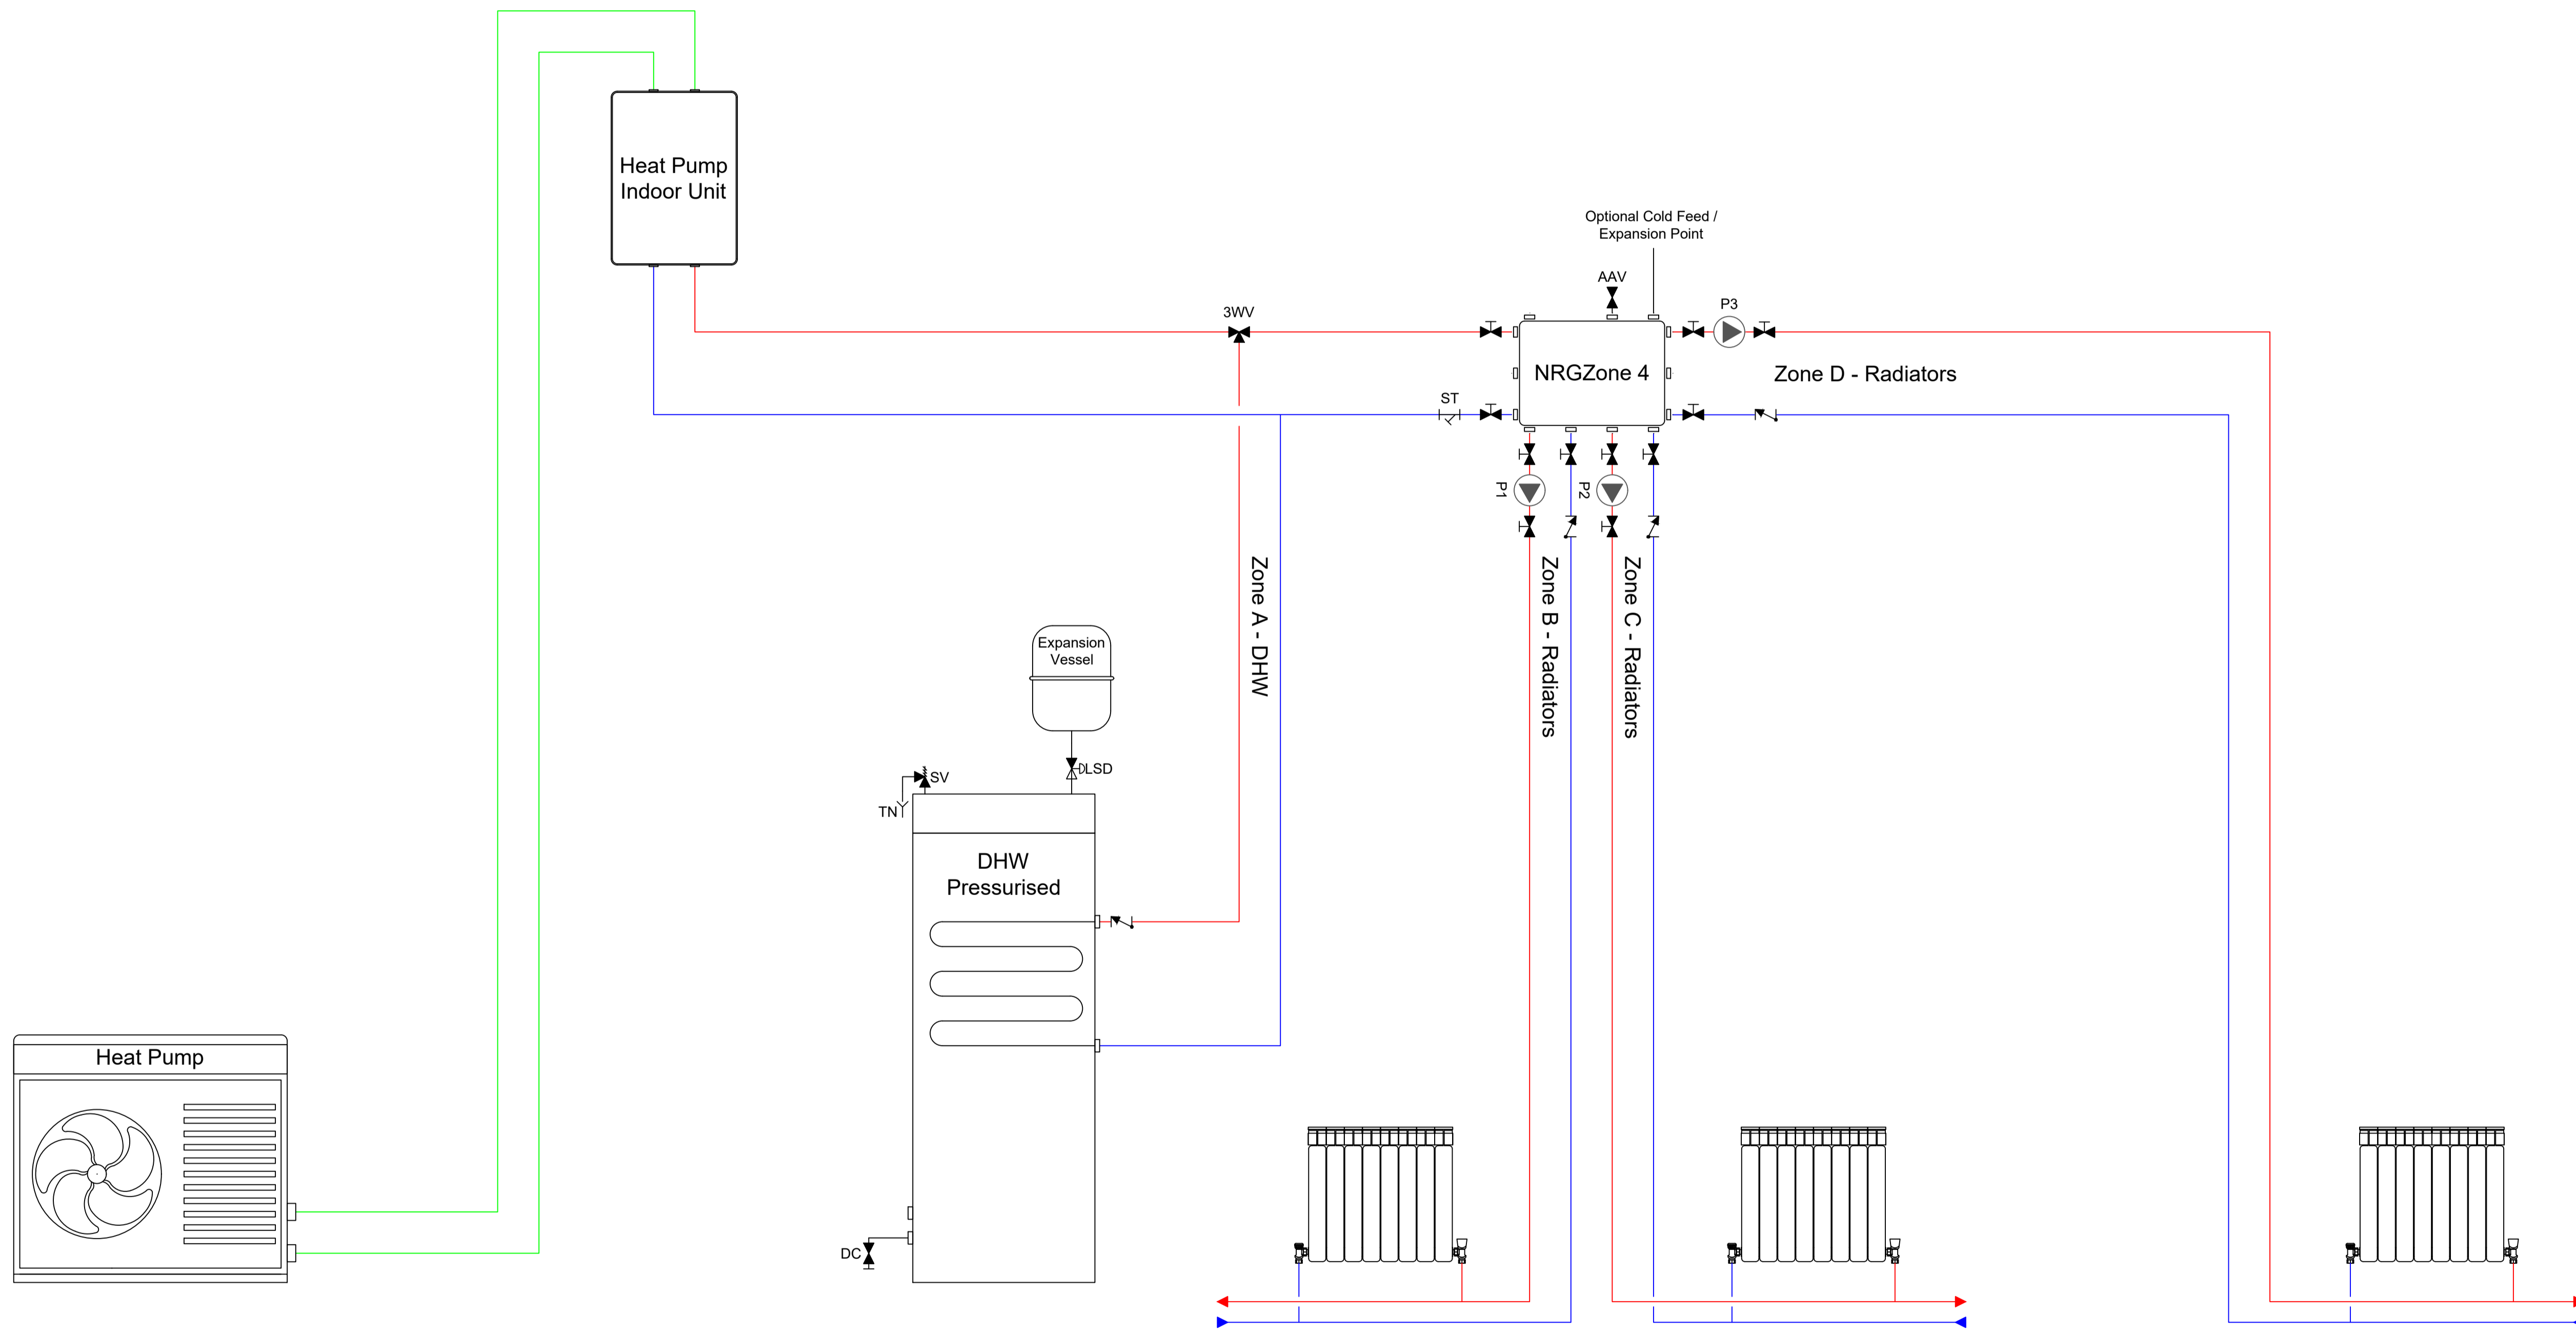 Heat Pump
Indoor Unit
Optional Cold Feed /
Expansion Point
AAV
P3
3WV
NRGZone 4
Zone D - Radiators
ST
P1
P2
Zone A - DHW
Zone B - Radiators
Zone C - Radiators
Expansion
Vessel
LSD
SV
TN
DHW
Pressurised
Heat Pump
DC